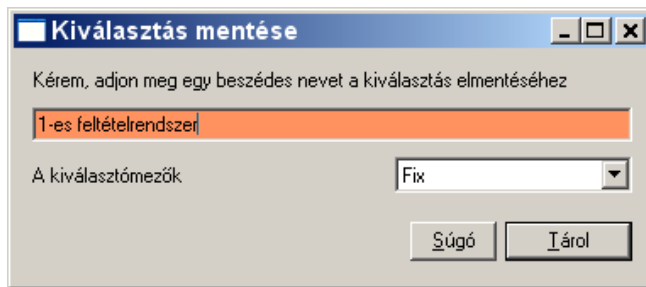 Kiválasztás mentése
Kérem, adjon meg egy beszédes nevet a kiválasztás elmentéséhez
1-es feltételrendszer
A kiválasztómezők Fix
Súgó Tárol